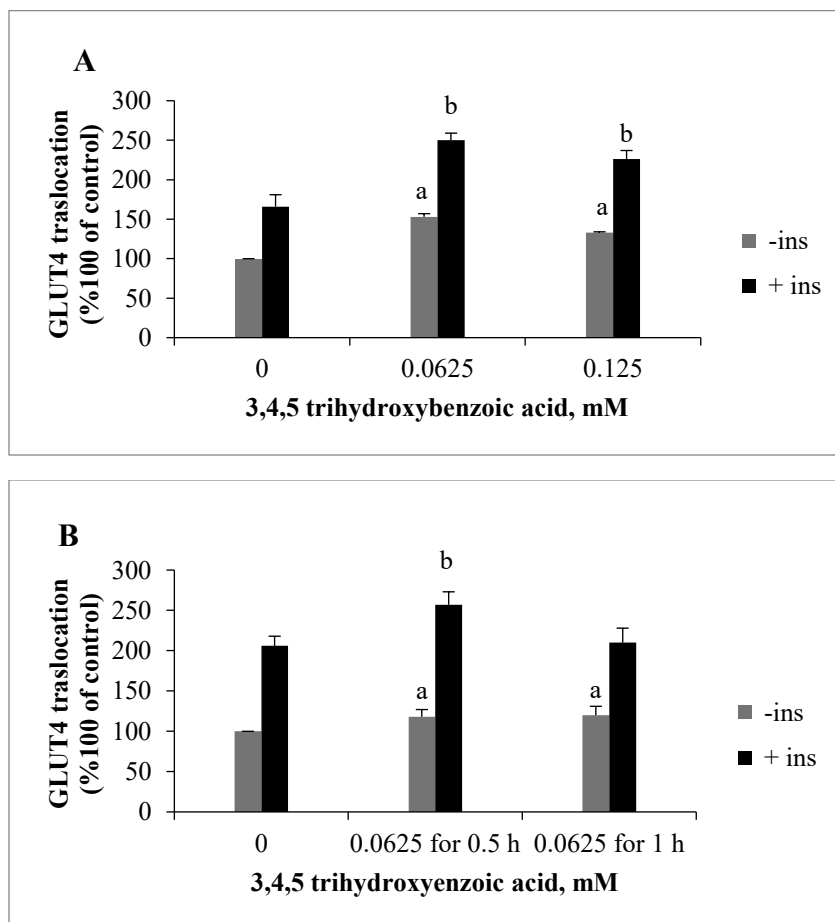 A
GLUT4 traslocation
(%100 of control)
300
250
200
150
100
50
0
b
b
a
a
-ins
+ ins
0 0.0625 0.125
3,4,5 trihydroxybenzoic acid, mM
B
GLUT4 traslocation
(%100 of control)
300
250
200
150
100
50
0
b
a
a
-ins
+ ins
0 0.0625 for 0.5 h 0.0625 for 1 h
3,4,5 trihydroxyenzoic acid, mM